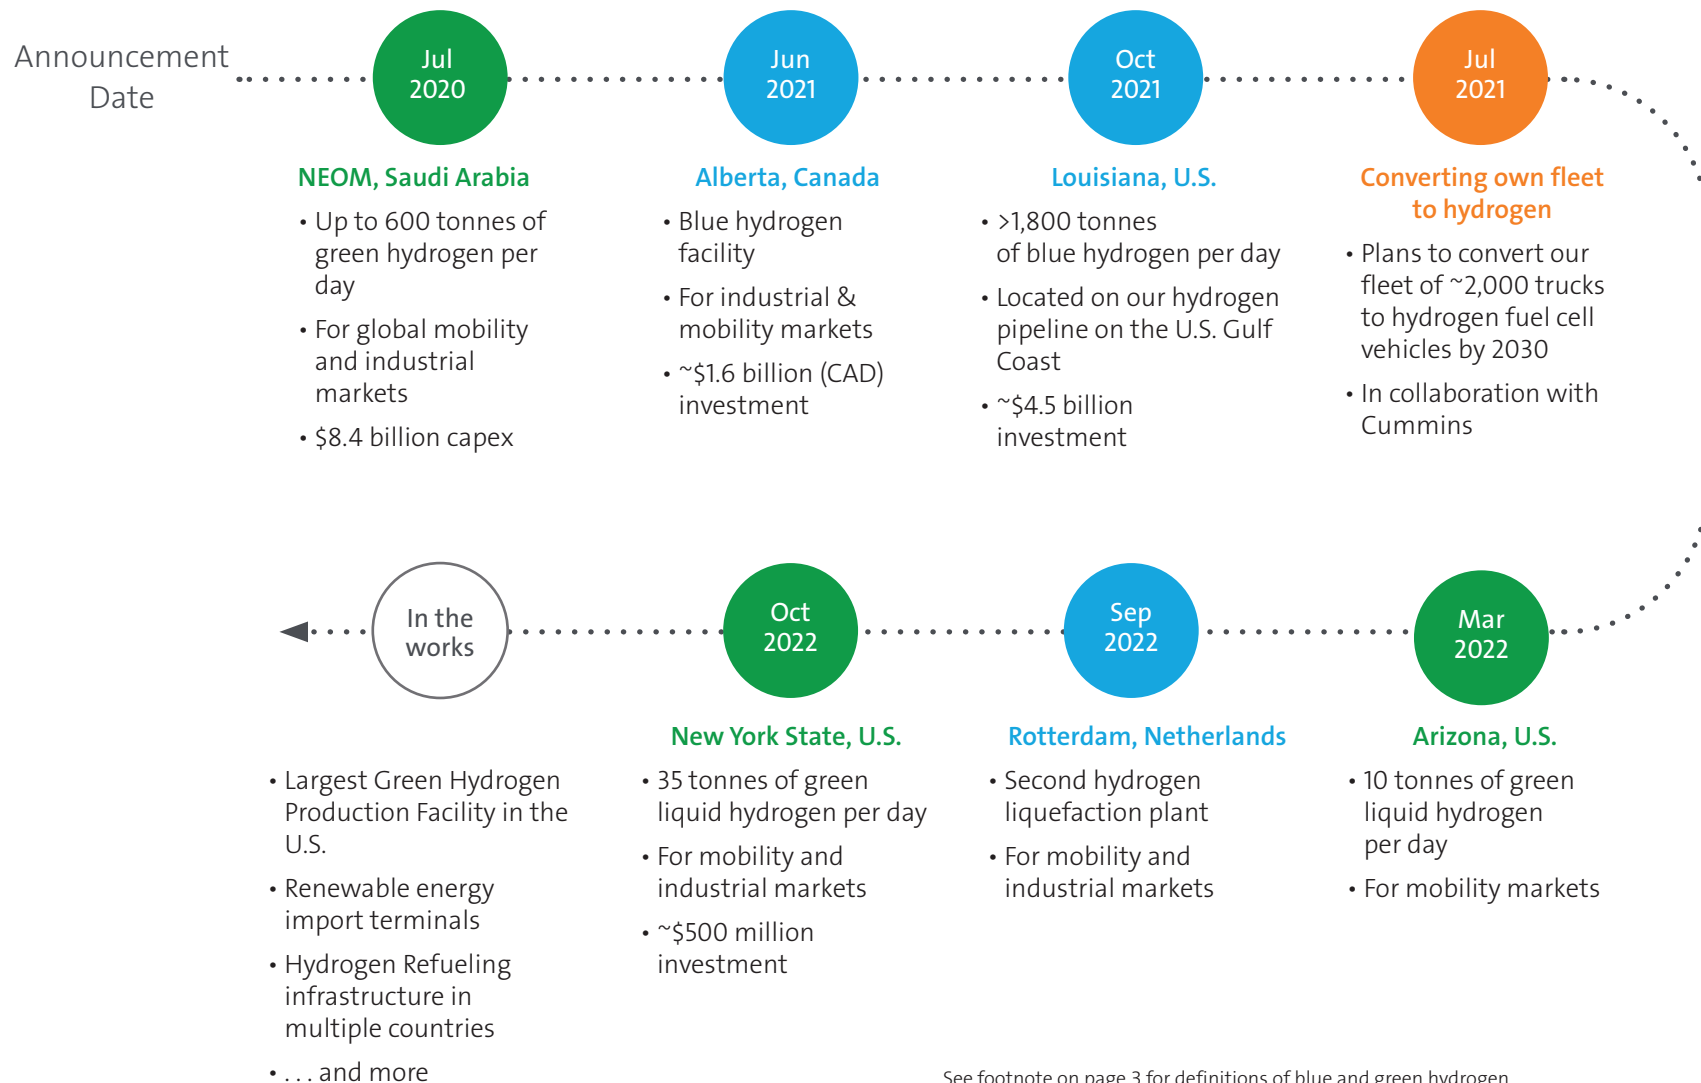 Announcement
Date
Jul
2020
NEOM, Saudi Arabia
• Up to 600 tonnes of
green hydrogen per
day
• For global mobility
and industrial
markets
• $8.4 billion capex
Jun
2021
Alberta, Canada
• Blue hydrogen
facility
• For industrial &
mobility markets
• ~$1.6 billion (CAD)
investment
Oct
2021
Louisiana, U.S.
• >1,800 tonnes
of blue hydrogen per day
• Located on our hydrogen
pipeline on the U.S. Gulf
Coast
• ~$4.5 billion
investment
Jul
2021
Converting own fleet
to hydrogen
• Plans to convert our
fleet of ~2,000 trucks
to hydrogen fuel cell
vehicles by 2030
• In collaboration with
Cummins
Mar
2022
Arizona, U.S.
• 10 tonnes of green
liquid hydrogen
per day
• For mobility markets
Sep
2022
Rotterdam, Netherlands
• Second hydrogen
liquefaction plant
• For mobility and
industrial markets
Oct
2022
New York State, U.S.
• 35 tonnes of green
liquid hydrogen per day
• For mobility and
industrial markets
• ~$500 million
investment
In the
works
• Largest Green Hydrogen
Production Facility in the
U.S.
• Renewable energy
import terminals
• Hydrogen Refueling
infrastructure in
multiple countries
• . . . and more
See footnote on page 3 for definitions of blue and green hydrogen